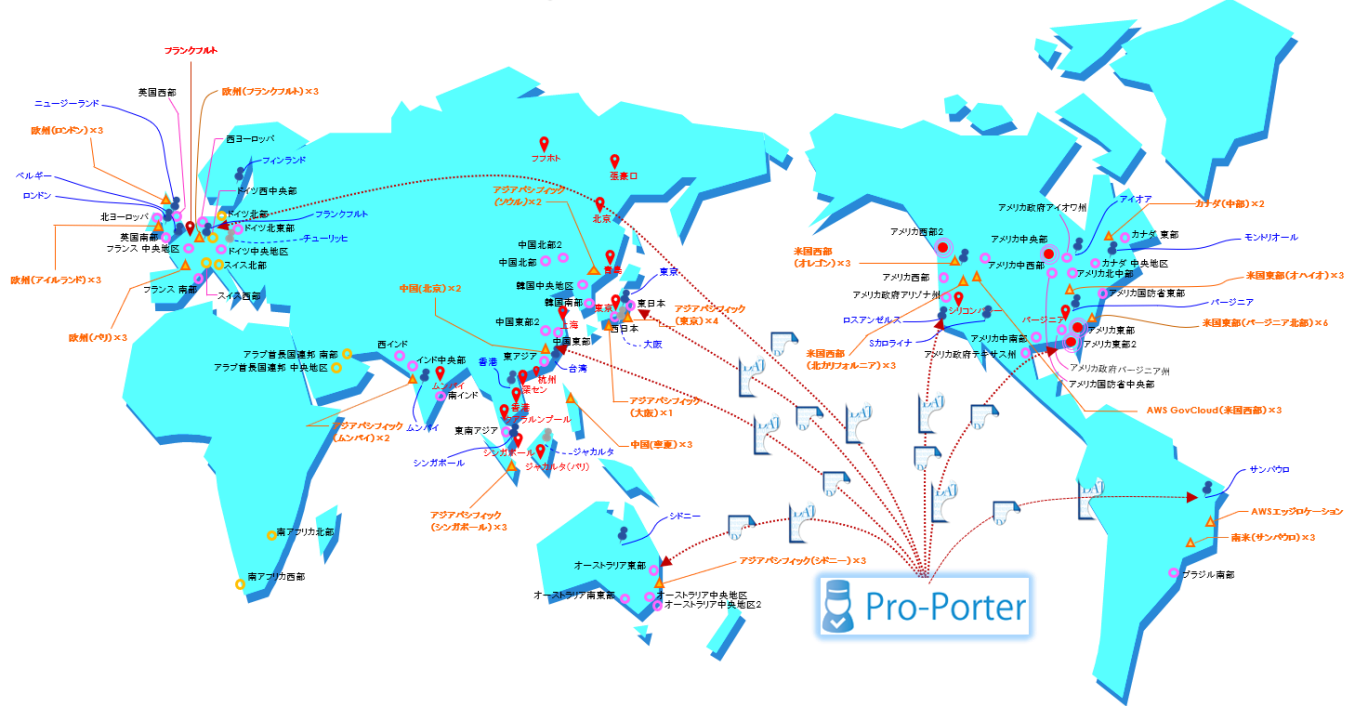 フランクフルト
英国西部
欧州(フランクフルト)×3
ニュージーランド
欧州(ロンドン)×3
西ヨーロッパ
フィンランド
ベルギー
ドイツ西中央部
ロンドン
北ヨーロッパ
ドイツ北部
フランクフルト
ドイツ北東部
英国南部
チューリッヒ
フランス 中央地区
ドイツ中央地区
スイス北部
欧州(アイルランド)×3
フランス 南部
スイス西部
欧州(パリ)×3
フフホト
張家口
アジアパシフィック
(ソウル)×2
北京
中国北部2
中国北部
青島
東京
韓国中央地区
中国(北京)×2
韓国南部
東京
東日本
アジアパシフィック
(東京)×4
西日本
上海
中国東部2
中国東部
大阪
西インド
アラブ首長国連邦 南部
アラブ首長国連邦 中央地区
インド中央部
東アジア
香港
台湾
杭州
ムンバイ
深セン
南インド
香港
クアラルンプール
アジアパシフィック
(大阪)×1
アジアパシフィック
(ムンバイ)×2
ムンバイ
東南アジア
中国(寧夏)×3
シンガポール
シンガポール
ジャカルタ
ジャカルタ(バリ)
アジアパシフィック
(シンガポール)×3
シドニー
南アフリカ北部
南アフリカ西部
オーストラリア東部
アジアパシフィック(シドニー)×3
オーストラリア南東部
オーストラリア中央地区
オーストラリア中央地区2
アメリカ政府アイオワ州
アイオア
カナダ(中部)×2
アメリカ西部2
アメリカ中央部
カナダ 東部
米国西部
(オレゴン)×3
モントリオール
アメリカ中西部
カナダ 中央地区
アメリカ西部
アメリカ北中部
米国東部(オハイオ)×3
アメリカ政府アリゾナ州
アメリカ国防省東部
シリコンバレー
バージニア
ロスアンゼルス
バージニア
米国東部(バージニア北部)×6
Sカロライナ
アメリカ中南部
アメリカ東部
アメリカ東部2
米国西部
(北カリフォルニア)×3
アメリカ政府テキサス州
アメリカ政府バージニア州
アメリカ国防省中央部
AWS GovCloud(米国西部)×3
サンパウロ
AWSエッジロケーション
南米(サンパウロ)×3
ブラジル南部
Pro-Porter